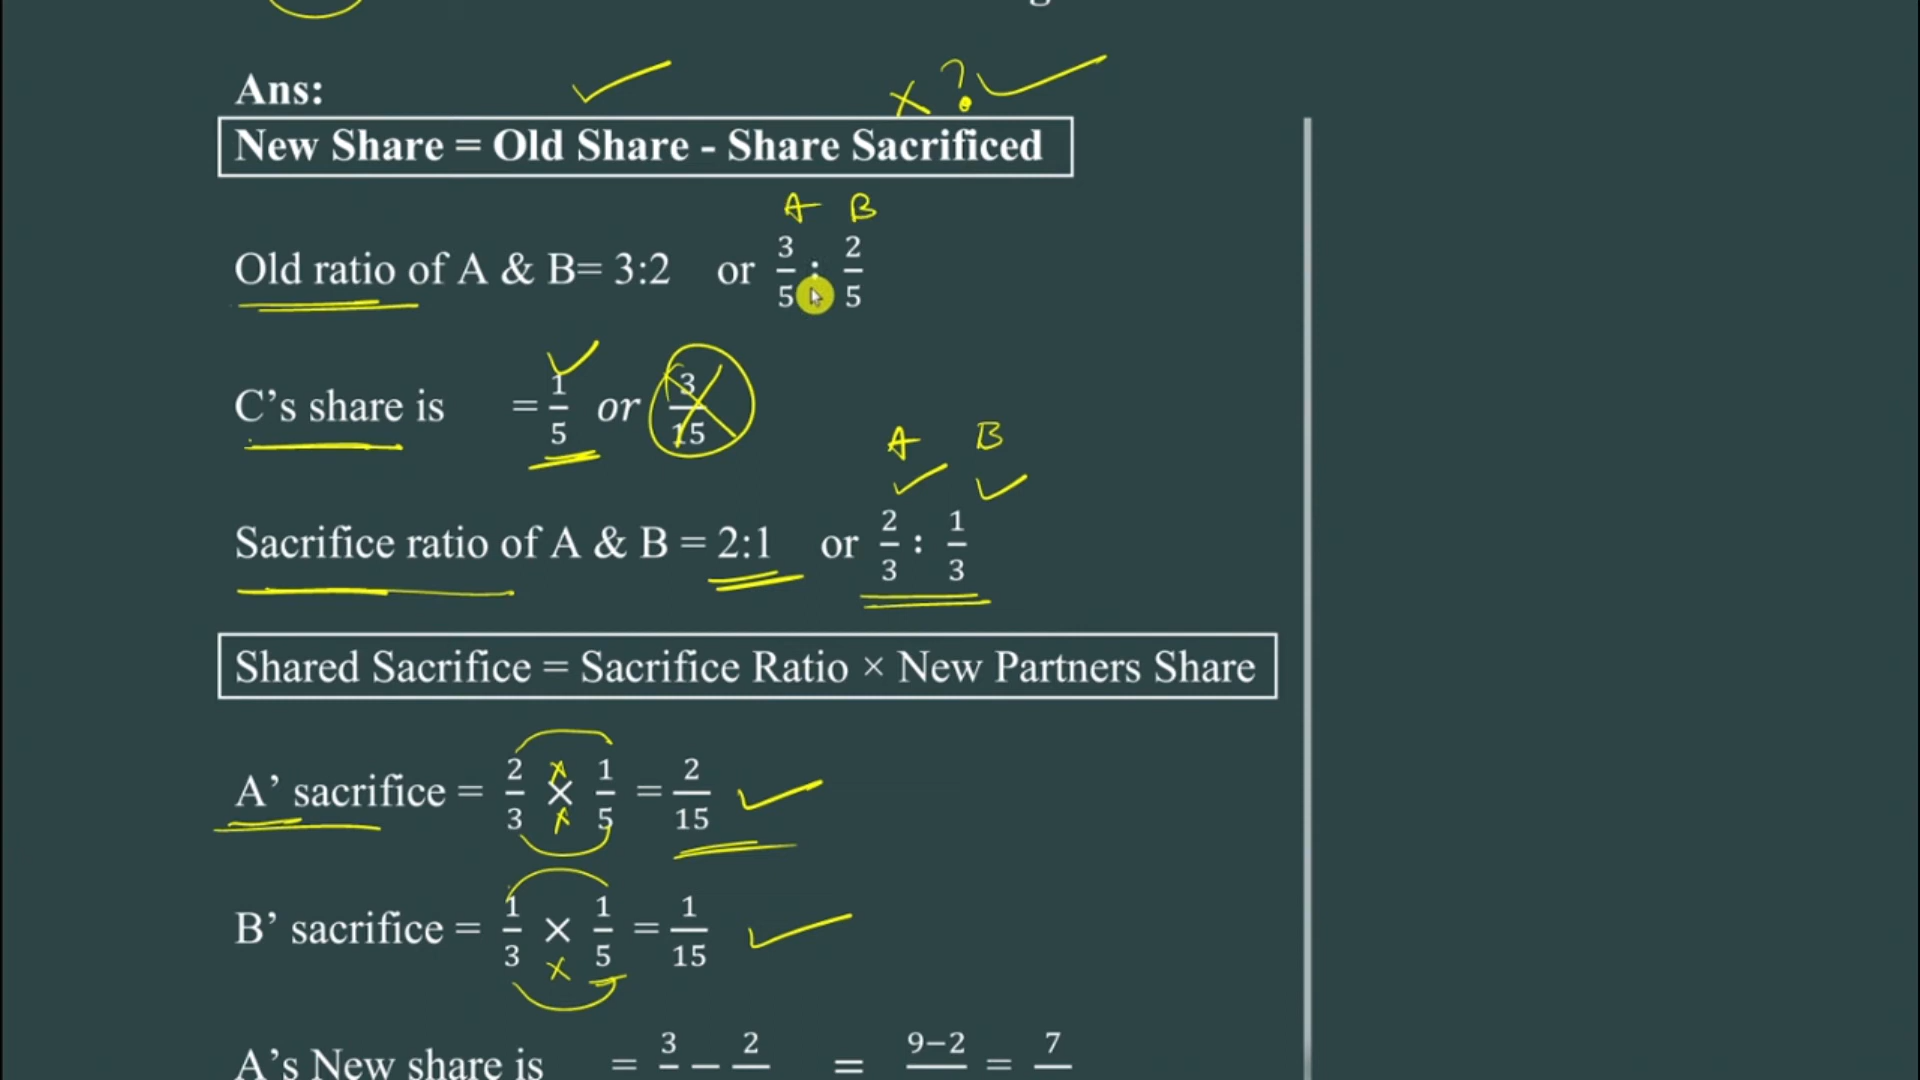 Ans:
x ?
New Share = Old Share - Share Sacrificed
A B
Old ratio of A & B= 3:2 or 3/5 : 2/5
C's share is = 1/5 or 3/15
A B
Sacrifice ratio of A & B = 2:1 or 2/3 : 1/3
Shared Sacrifice = Sacrifice Ratio × New Partners Share
A' sacrifice = 2/3 × 1/5 = 2/15
B' sacrifice = 1/3 × 1/5 = 1/15
A's New share is = 3 − 2 = 9−2 = 7